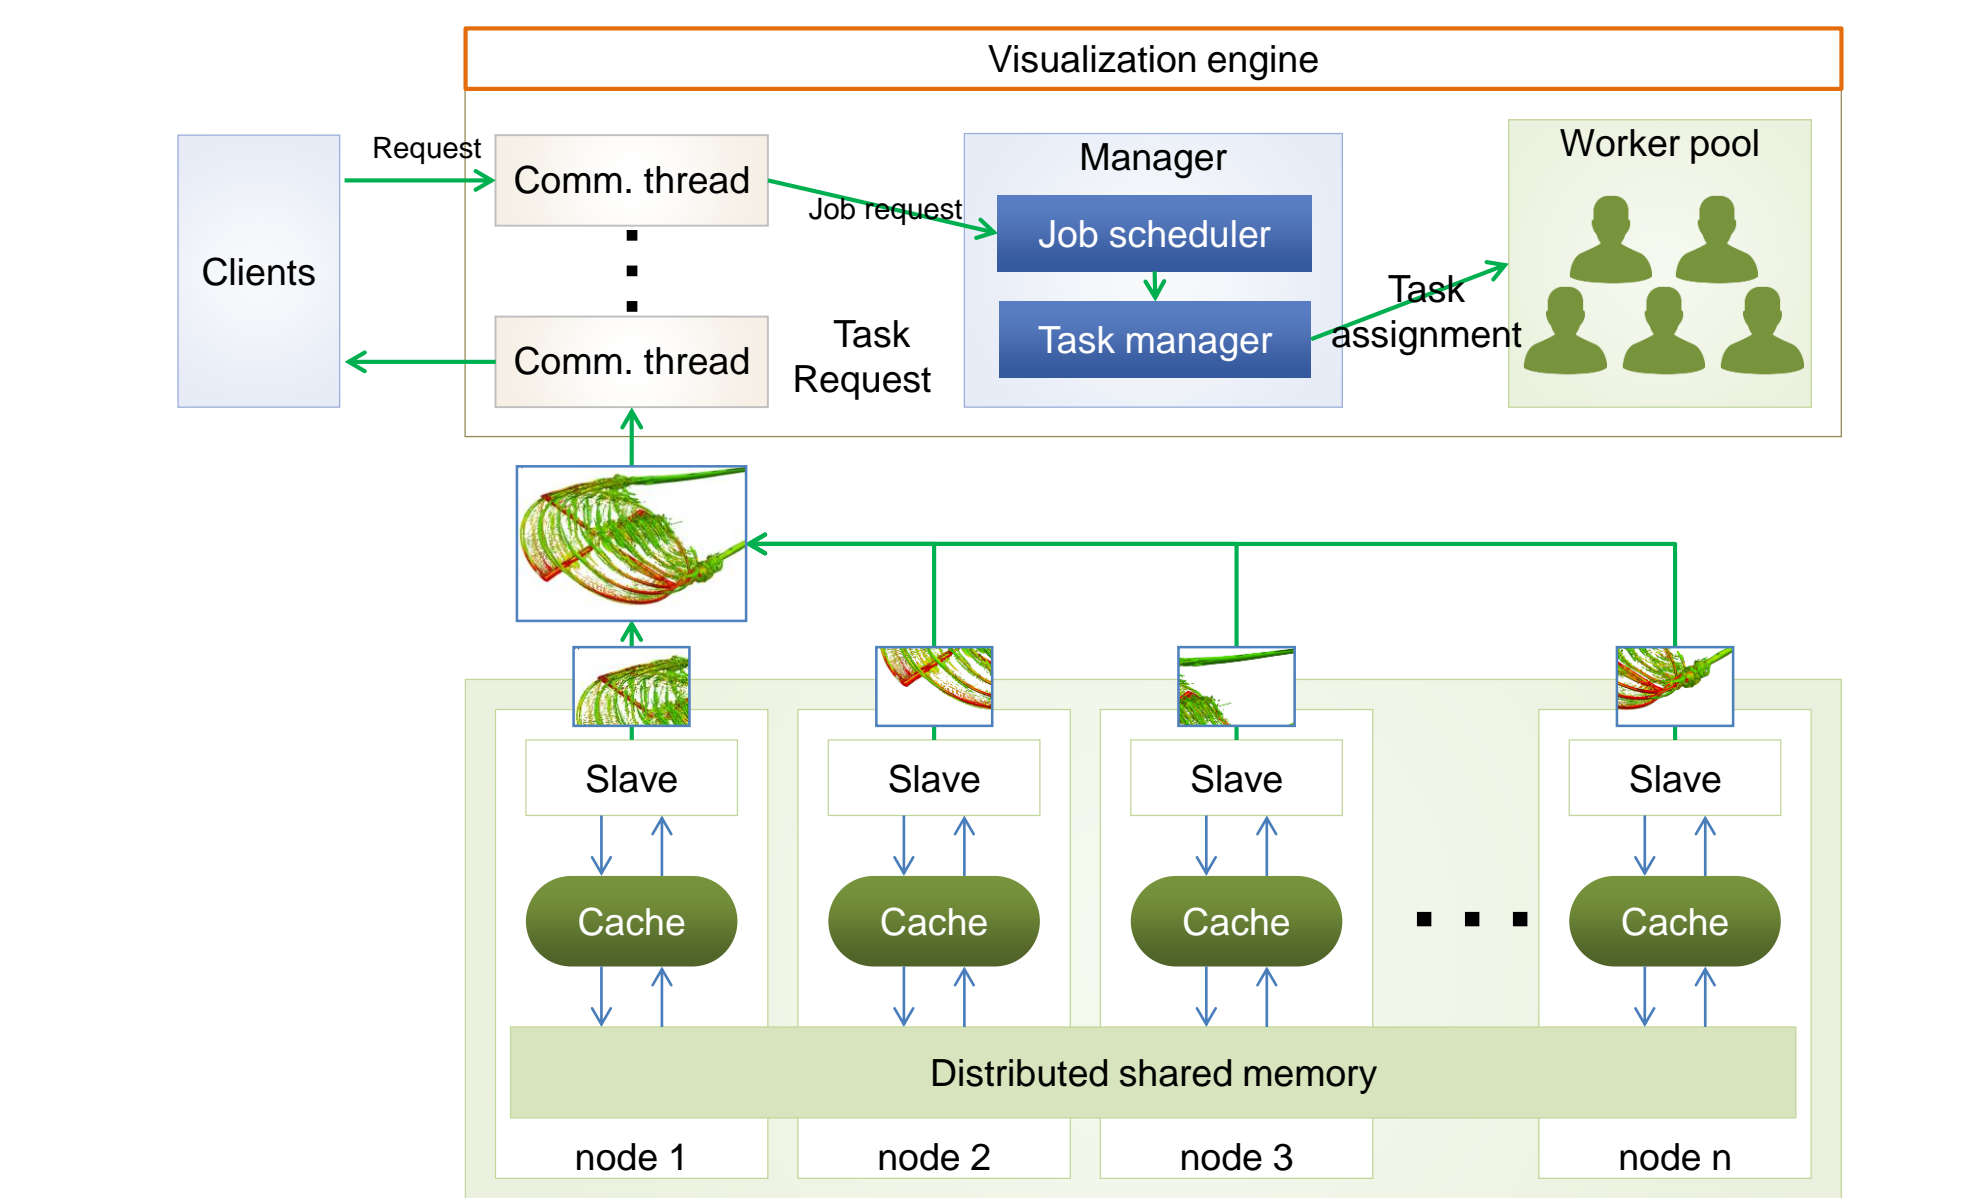 Visualization engine
Clients
Request
Comm. thread
Comm. thread
Job request
Task
Request
Manager
Job scheduler
Task manager
Task
assignment
Worker pool
Slave
Slave
Slave
Slave
Cache
Cache
Cache
Cache
Distributed shared memory
node 1
node 2
node 3
node n